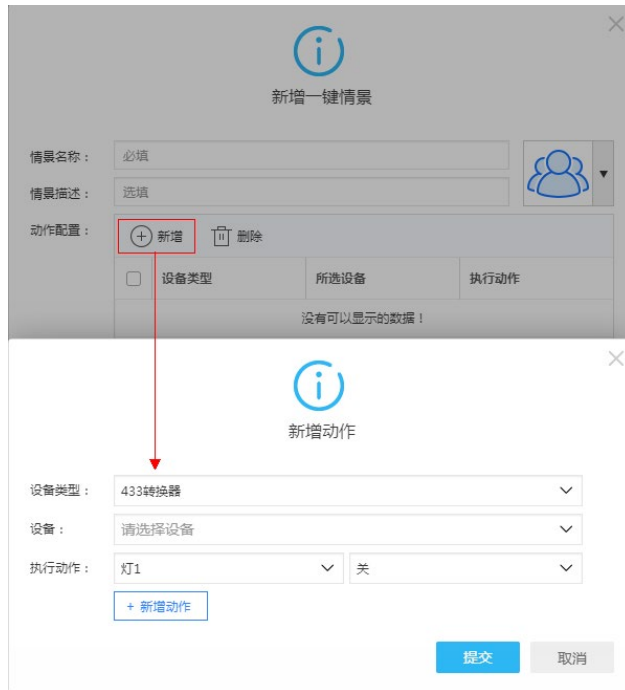 新增一键情景
情景名称： 必填
情景描述： 选填
动作配置： 新增 删除
设备类型 所选设备 执行动作
没有可以显示的数据！
新增动作
设备类型： 433转换器
设备： 请选择设备
执行动作： 灯1 关
+ 新增动作
提交 取消